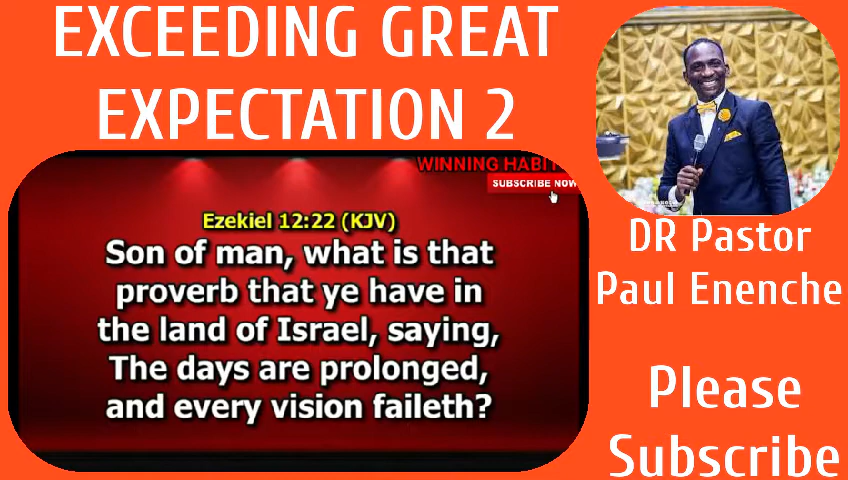 EXCEEDING GREAT
EXPECTATION 2
WINNING HABIT
SUBSCRIBE NOW
Ezekiel 12:22 (KJV)
Son of man, what is that
proverb that ye have in
the land of Israel, saying,
The days are prolonged,
and every vision faileth?
DR Pastor
Paul Enenche
Please
Subscribe